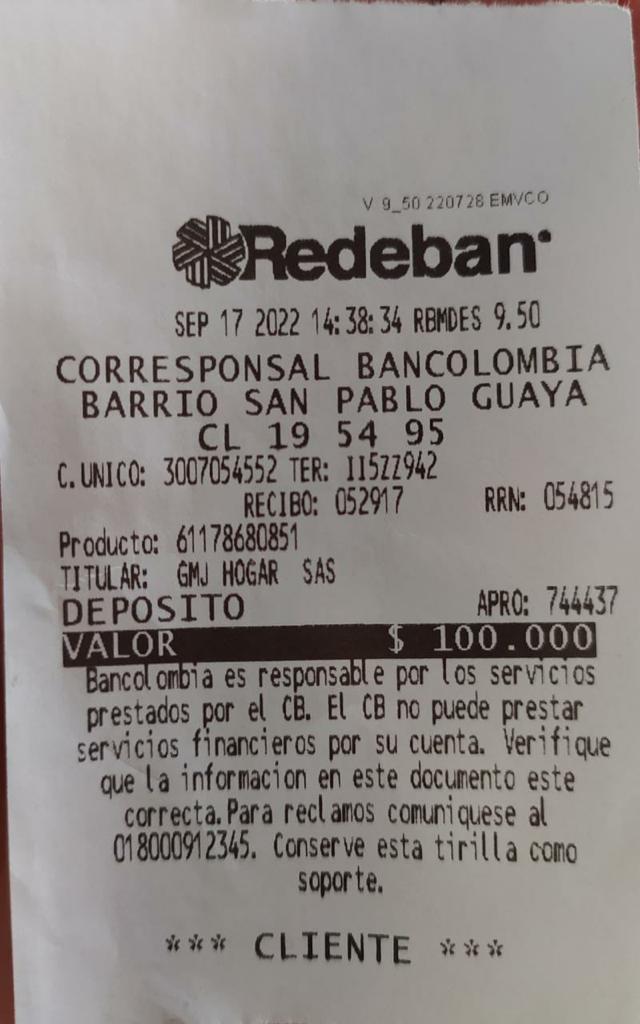 V 9_50 220728 EMVCO
Redeban
SEP 17 2022 14:38:34 RBMDES 9.50
CORRESPONSAL BANCOLOMBIA
BARRIO SAN PABLO GUAYA
CL 19 54 95
C.UNICO: 3007054552 TER: 115ZZ942
RECIBO: 052917 RRN: 054815
Producto: 61178680851
TITULAR: GMJ HOGAR SAS
DEPOSITO APRO: 744437
VALOR $ 100.000
Bancolombia es responsable por los servicios
prestados por el CB. El CB no puede prestar
servicios financieros por su cuenta. Verifique
que la informacion en este documento este
correcta.Para reclamos comuniquese al
018000912345. Conserve esta tirilla como
soporte.
*** CLIENTE ***